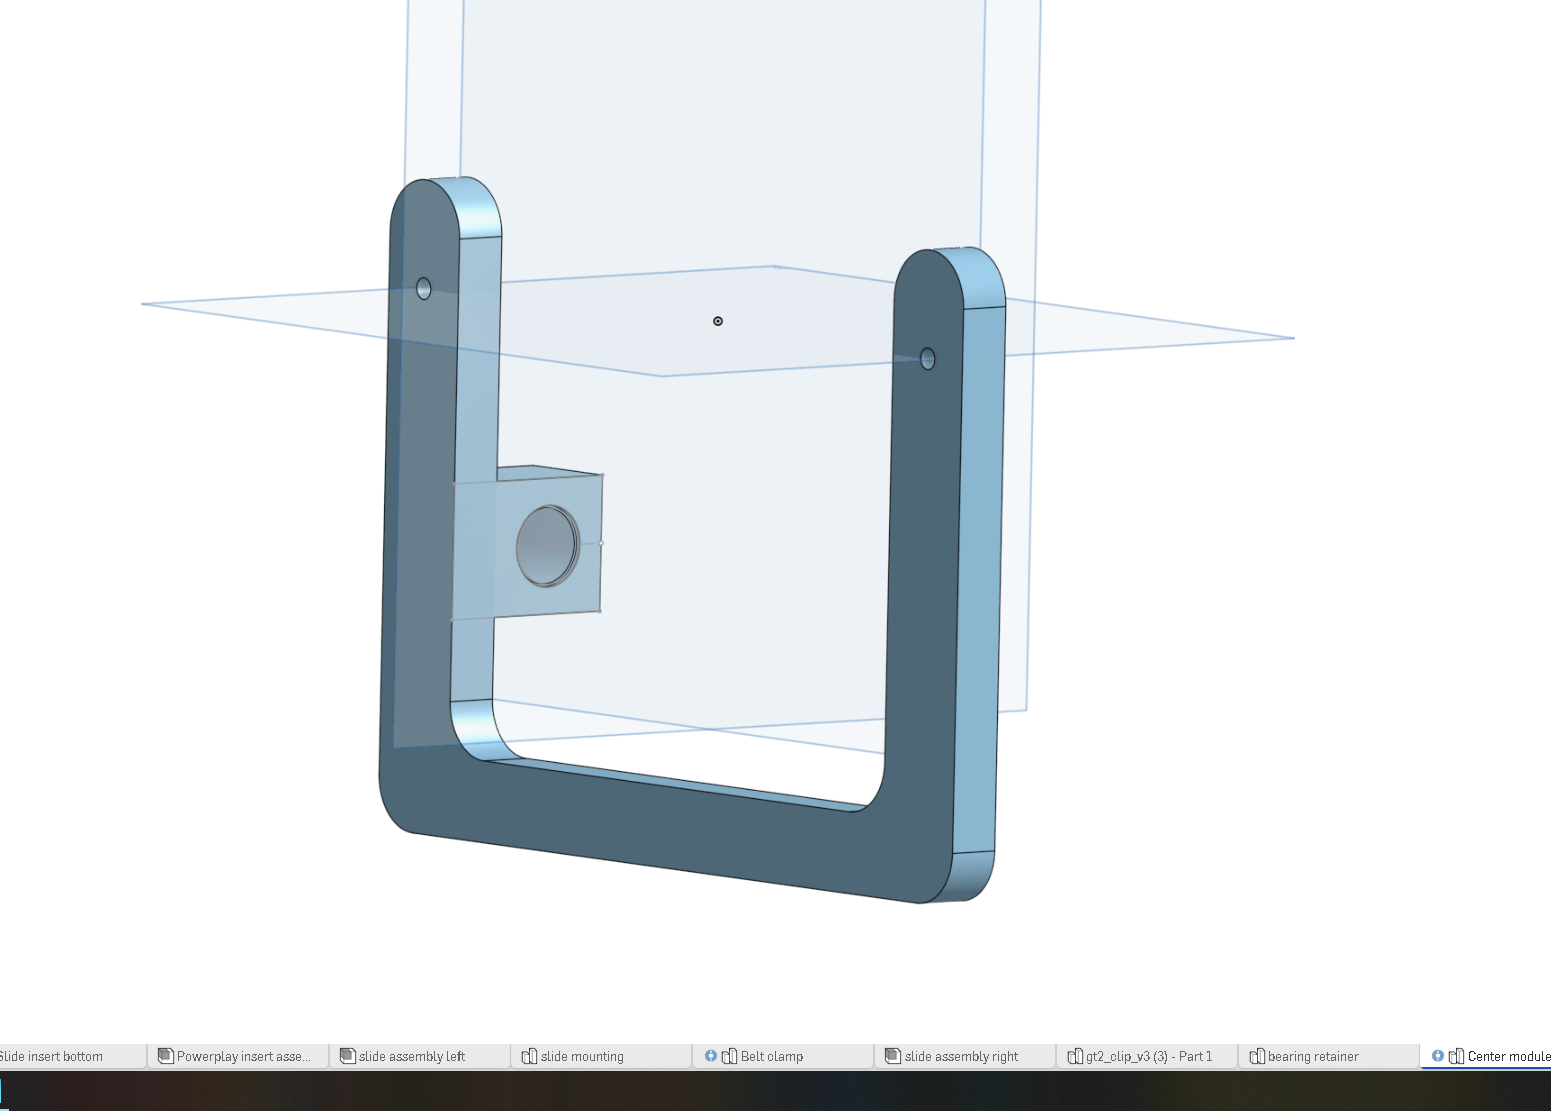 Slide insert bottom
Powerplay insert asse...
slide assembly left
slide mounting
Belt clamp
slide assembly right
gt2_clip_v3 (3) - Part 1
bearing retainer
Center module